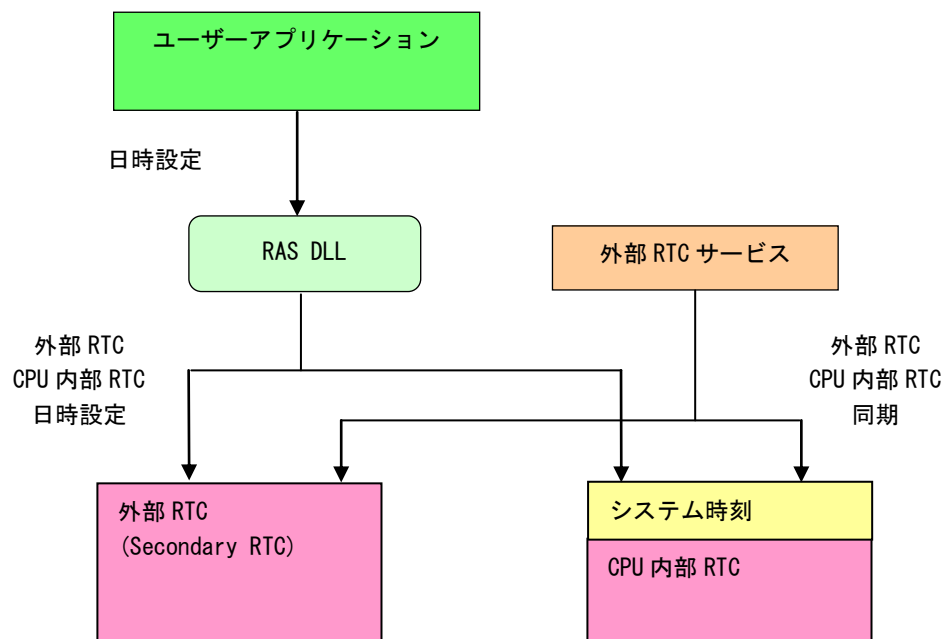 ユーザーアプリケーション
日時設定
RAS DLL
外部 RTC サービス
外部 RTC
CPU 内部 RTC
日時設定
外部 RTC
CPU 内部 RTC
同期
外部 RTC
(Secondary RTC)
システム時刻
CPU 内部 RTC